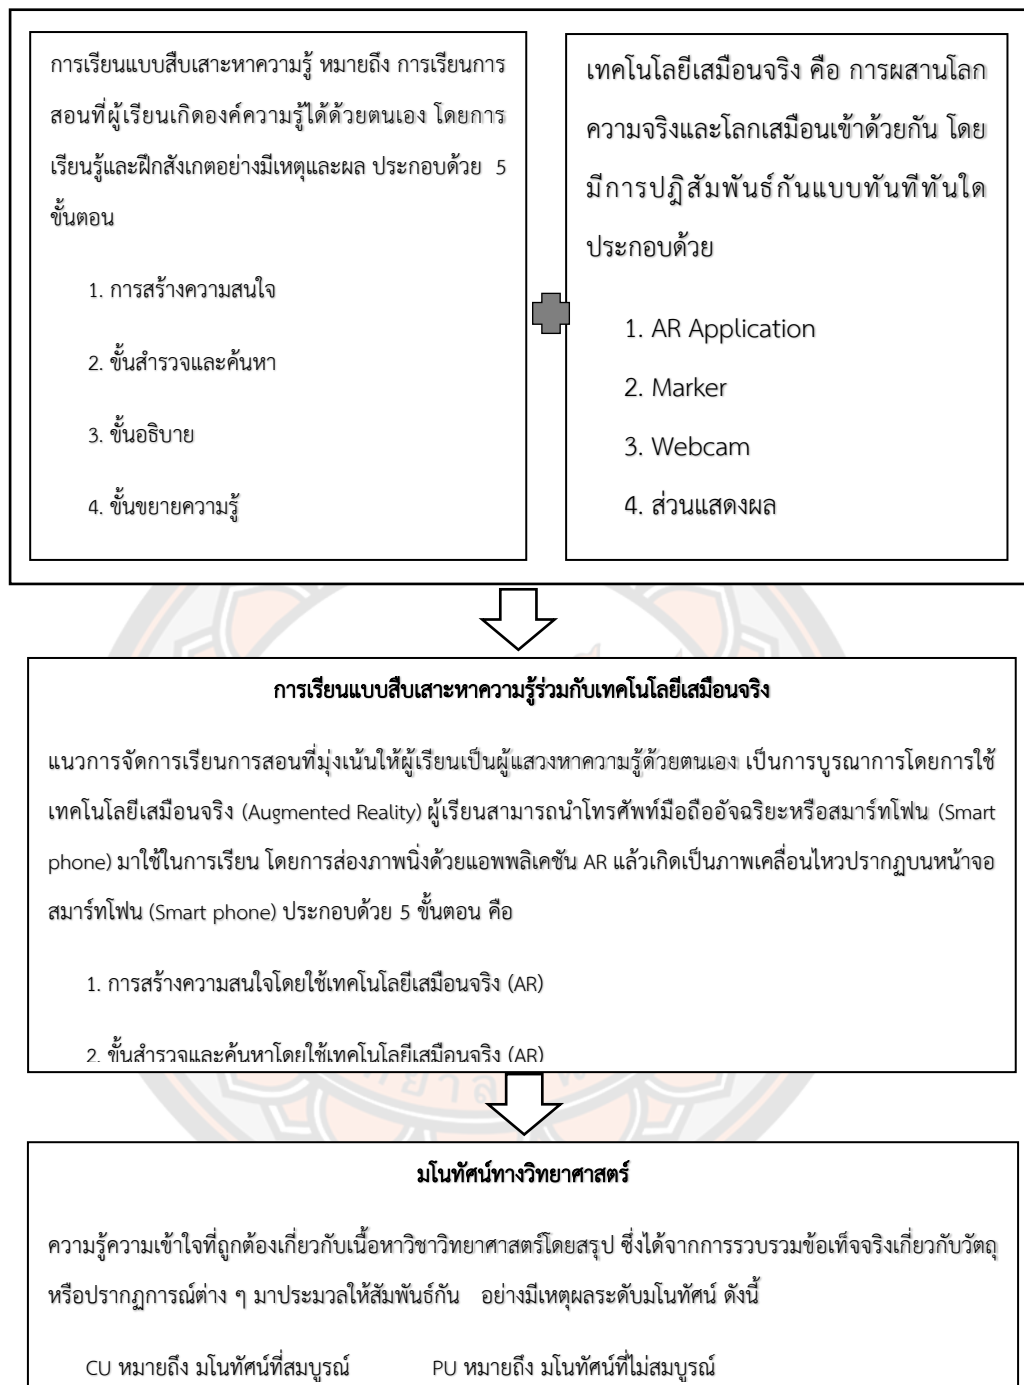 การเรียนแบบสืบเสาะหาความรู้ หมายถึง การเรียนการ
สอนที่ผู้เรียนเกิดองค์ความรู้ได้ด้วยตนเอง โดยการ
เรียนรู้และฝึกสังเกตอย่างมีเหตุและผล ประกอบด้วย 5
ขั้นตอน
1. การสร้างความสนใจ
2. ขั้นสำรวจและค้นหา
3. ขั้นอธิบาย
4. ขั้นขยายความรู้
เทคโนโลยีเสมือนจริง คือ การผสานโลก
ความจริงและโลกเสมือนเข้าด้วยกัน โดย
มีการปฎิสัมพันธ์กันแบบทันทีทันใด
ประกอบด้วย
1. AR Application
2. Marker
3. Webcam
4. ส่วนแสดงผล
การเรียนแบบสืบเสาะหาความรู้ร่วมกับเทคโนโลยีเสมือนจริง
แนวการจัดการเรียนการสอนที่มุ่งเน้นให้ผู้เรียนเป็นผู้แสวงหาความรู้ด้วยตนเอง เป็นการบูรณาการโดยการใช้
เทคโนโลยีเสมือนจริง (Augmented Reality) ผู้เรียนสามารถนำโทรศัพท์มือถืออัจฉริยะหรือสมาร์ทโฟน (Smart
phone) มาใช้ในการเรียน โดยการส่องภาพนิ่งด้วยแอพพลิเคชัน AR แล้วเกิดเป็นภาพเคลื่อนไหวปรากฏบนหน้าจอ
สมาร์ทโฟน (Smart phone) ประกอบด้วย 5 ขั้นตอน คือ
1. การสร้างความสนใจโดยใช้เทคโนโลยีเสมือนจริง (AR)
2. ขั้นสำรวจและค้นหาโดยใช้เทคโนโลยีเสมือนจริง (AR)
มโนทัศน์ทางวิทยาศาสตร์
ความรู้ความเข้าใจที่ถูกต้องเกี่ยวกับเนื้อหาวิชาวิทยาศาสตร์โดยสรุป ซึ่งได้จากการรวบรวมข้อเท็จจริงเกี่ยวกับวัตถุ
หรือปรากฏการณ์ต่าง ๆ มาประมวลให้สัมพันธ์กัน อย่างมีเหตุผลระดับมโนทัศน์ ดังนี้
CU หมายถึง มโนทัศน์ที่สมบูรณ์ PU หมายถึง มโนทัศน์ที่ไม่สมบูรณ์